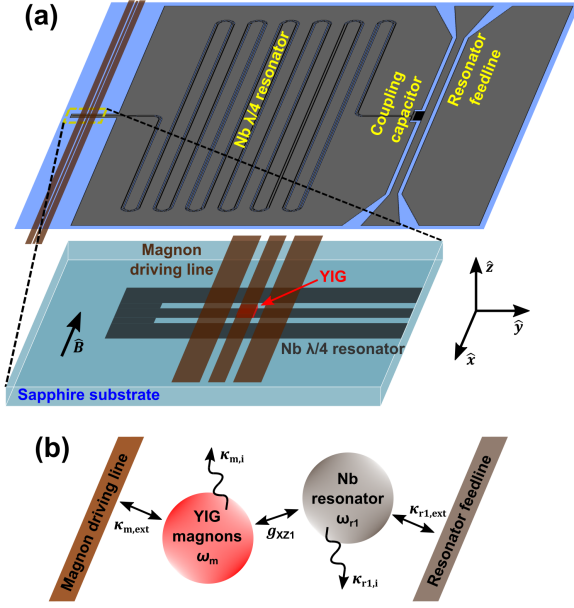 (a)
Nb λ/4 resonator
Coupling
capacitor
Resonator
feedline
Magnon
driving line
YIG
B̂
Nb λ/4 resonator
Sapphire substrate
ẑ
ŷ
x̂
(b)
Magnon driving line
κm,ext
κm,i
YIG
magnons
ωm
gXZ1
Nb
resonator
ωr1
κr1,i
κr1,ext
Resonator feedline